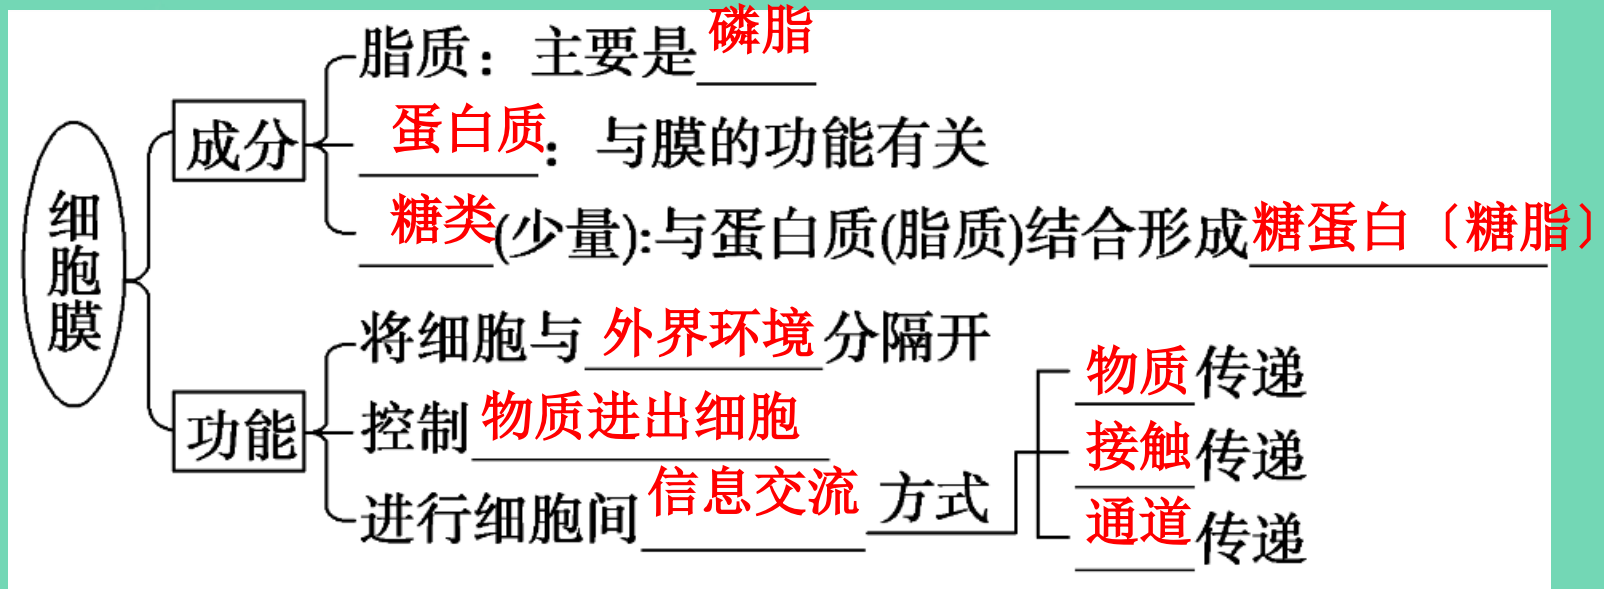 细胞膜
成分
脂质：主要是磷脂
蛋白质：与膜的功能有关
糖类(少量):与蛋白质(脂质)结合形成糖蛋白〔糖脂〕
功能
将细胞与外界环境分隔开
控制物质进出细胞
进行细胞间信息交流 方式
物质传递
接触传递
通道传递